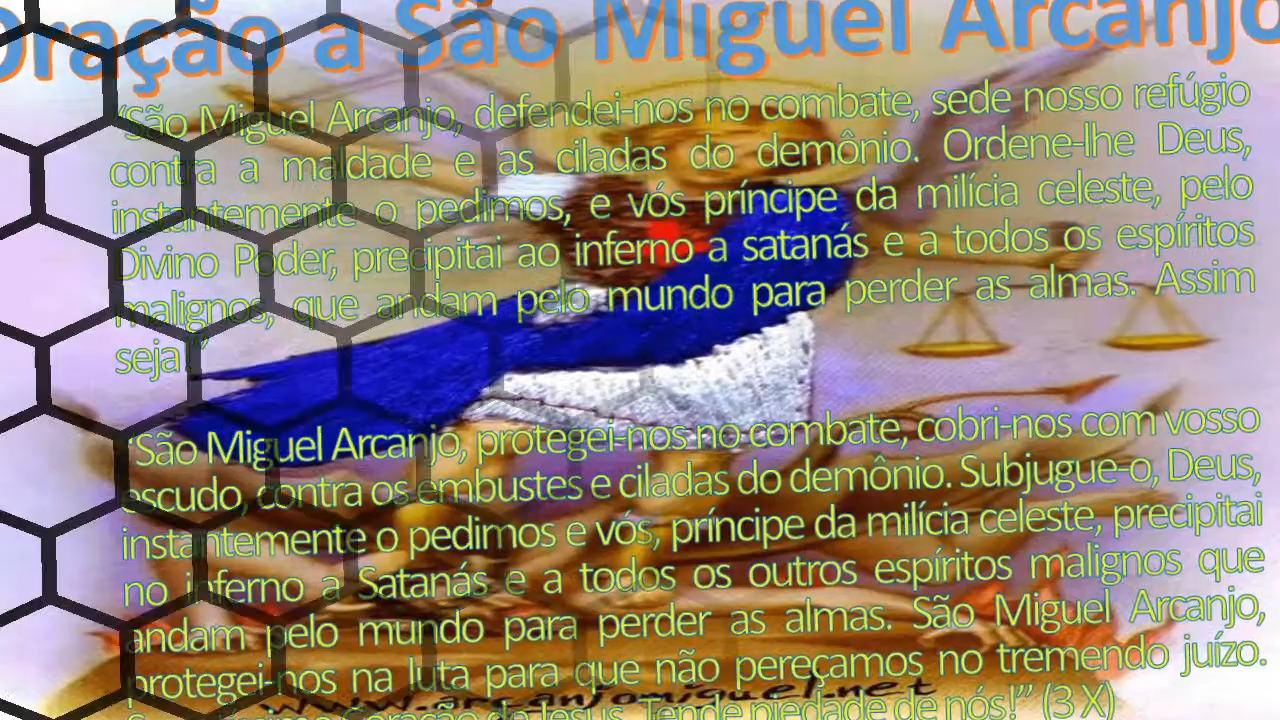 Oração a São Miguel Arcanjo
“São Miguel Arcanjo, defendei-nos no combate, sede nosso refúgio
contra a maldade e as ciladas do demônio. Ordene-lhe Deus,
instantemente o pedimos, e vós príncipe da milícia celeste, pelo
Divino Poder, precipitai ao inferno a satanás e a todos os espíritos
malignos, que andam pelo mundo para perder as almas. Assim
seja!”
“São Miguel Arcanjo, protegei-nos no combate, cobri-nos com vosso
escudo, contra os embustes e ciladas do demônio. Subjugue-o, Deus,
instantemente o pedimos e vós, príncipe da milícia celeste, precipitai
no inferno a Satanás e a todos os outros espíritos malignos que
andam pelo mundo para perder as almas. São Miguel Arcanjo,
protegei-nos na luta para que não pereçamos no tremendo juízo.
www.arcanjomiguel.net
Coração de Jesus, Tende piedade de nós!” (3 X)